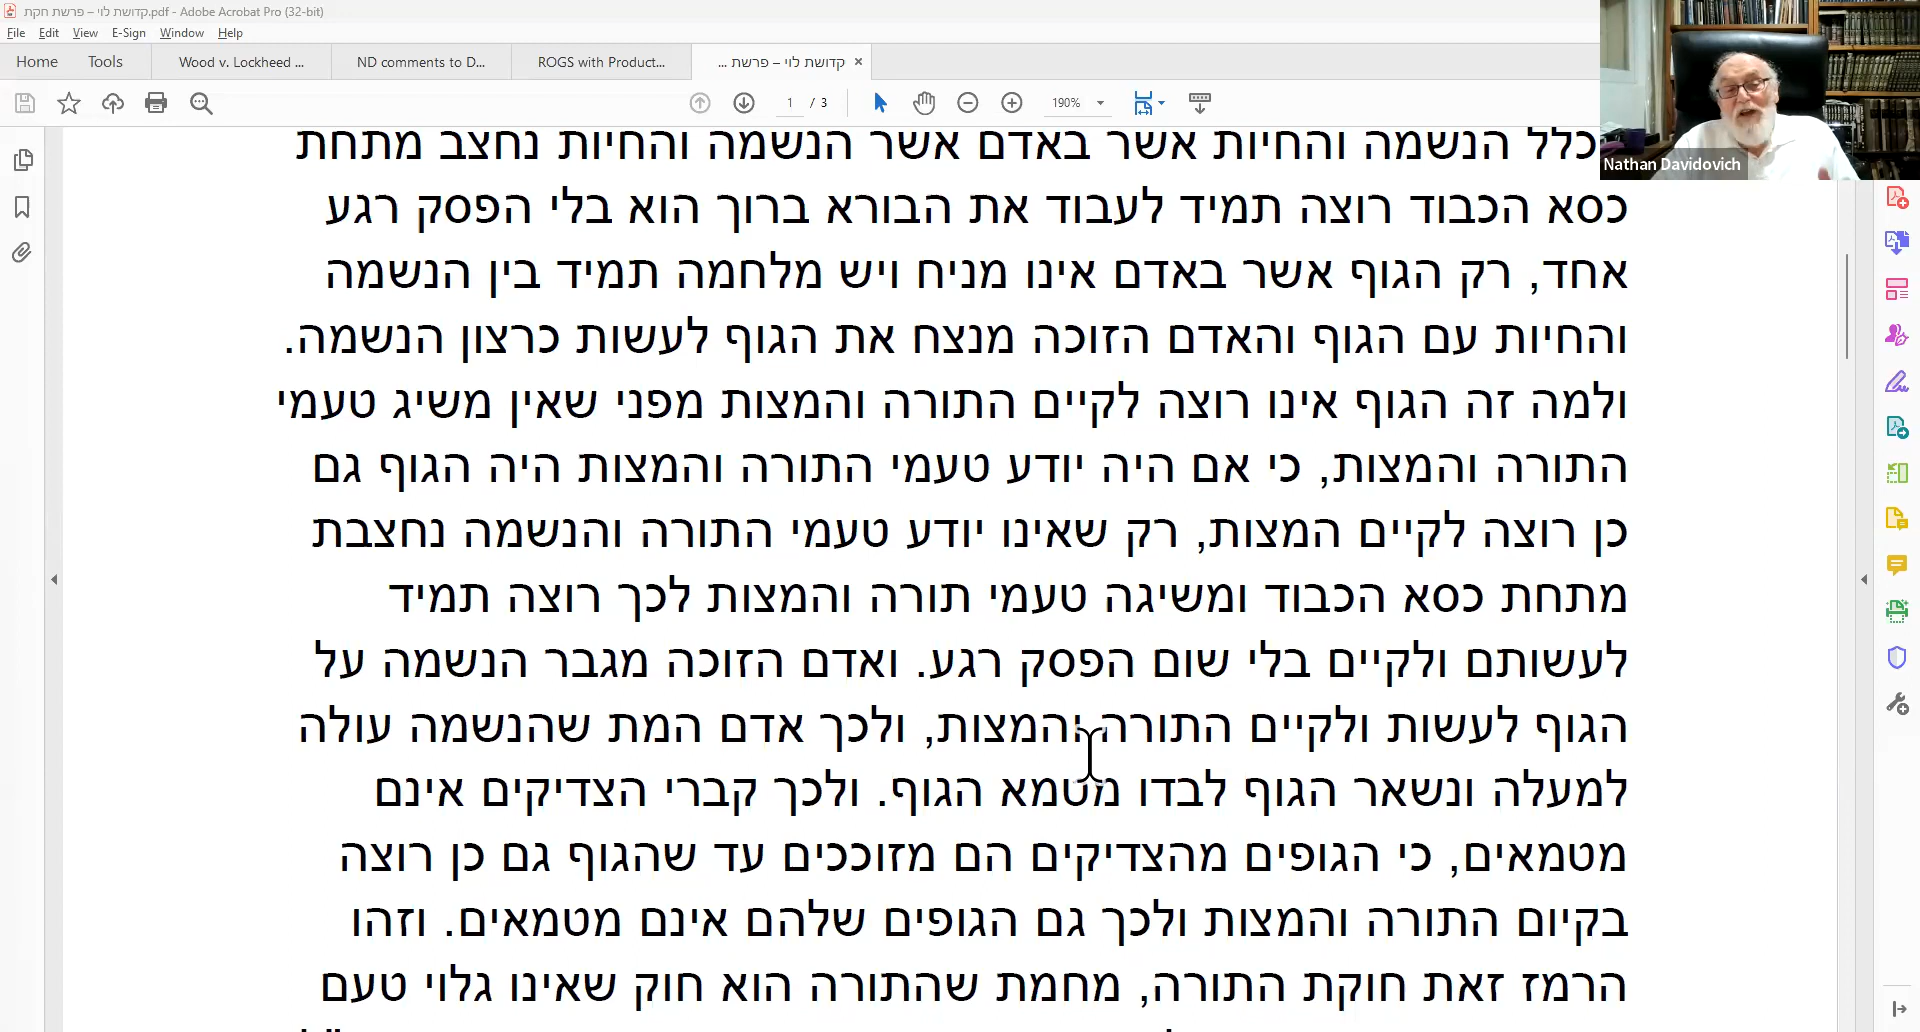 קדושת לוי – פרשת חקת.pdf - Adobe Acrobat Pro (32-bit)
File Edit View E-Sign Window Help
Home Tools Wood v. Lockheed ... ND comments to D... ROGS with Product... קדושת לוי – פרשת ... ×
1 / 3 190%
Nathan Davidovich
כלל הנשמה והחיות אשר באדם אשר הנשמה והחיות נחצב מתחת
כסא הכבוד רוצה תמיד לעבוד את הבורא ברוך הוא בלי הפסק רגע
אחד, רק הגוף אשר באדם אינו מניח ויש מלחמה תמיד בין הנשמה
והחיות עם הגוף והאדם הזוכה מנצח את הגוף לעשות כרצון הנשמה.
ולמה זה הגוף אינו רוצה לקיים התורה והמצות מפני שאין משיג טעמי
התורה והמצות, כי אם היה יודע טעמי התורה והמצות היה הגוף גם
כן רוצה לקיים המצות, רק שאינו יודע טעמי התורה והנשמה נחצבת
מתחת כסא הכבוד ומשיגה טעמי תורה והמצות לכך רוצה תמיד
לעשותם ולקיים בלי שום הפסק רגע. ואדם הזוכה מגבר הנשמה על
הגוף לעשות ולקיים התורה והמצות, ולכך אדם המת שהנשמה עולה
למעלה ונשאר הגוף לבדו מטמא הגוף. ולכך קברי הצדיקים אינם
מטמאים, כי הגופים מהצדיקים הם מזוככים עד שהגוף גם כן רוצה
בקיום התורה והמצות ולכך גם הגופים שלהם אינם מטמאים. וזהו
הרמז זאת חוקת התורה, מחמת שהתורה הוא חוק שאינו גלוי טעם